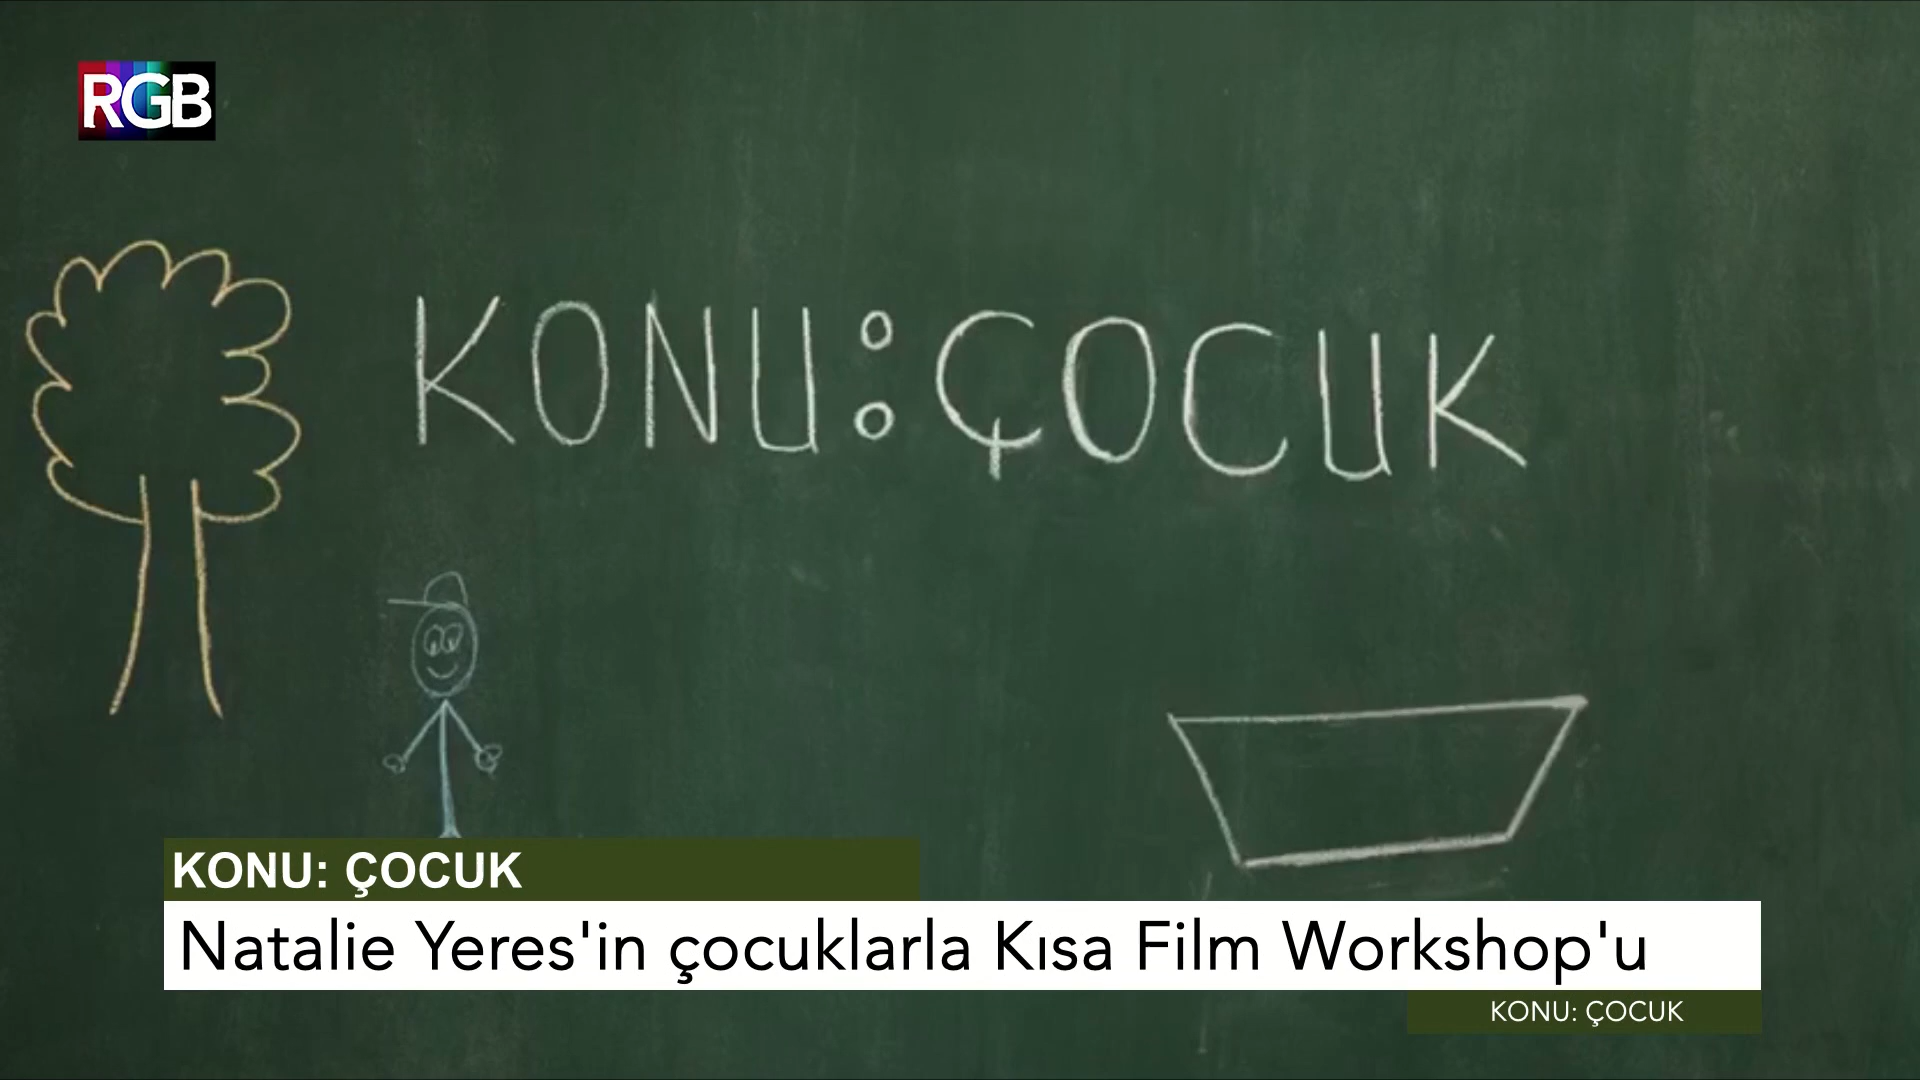 RGB
KONU:ÇOCUK
KONU: ÇOCUK
Natalie Yeres'in çocuklarla Kısa Film Workshop'u
KONU: ÇOCUK